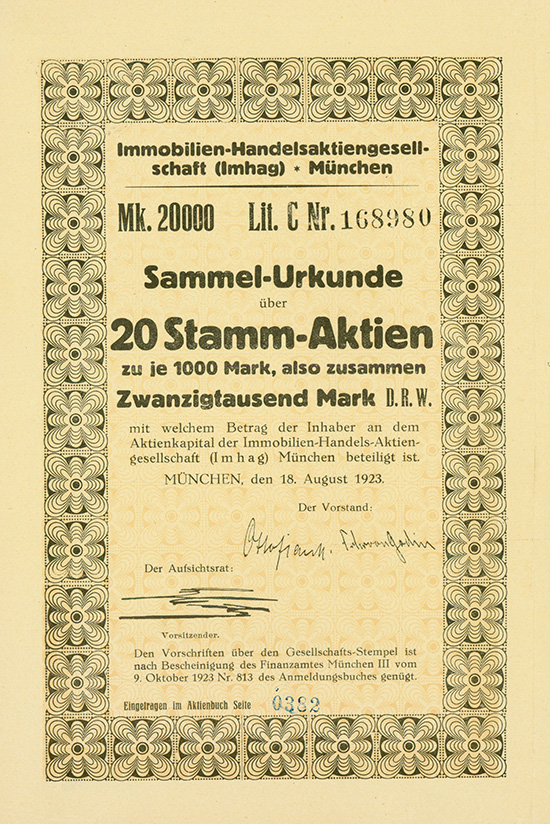 Immobilien-Handelsaktiengesell-
schaft (Imhag) * München
Mk. 20000 Lit. C Nr. 168980
Sammel-Urkunde
über
20 Stamm-Aktien
zu je 1000 Mark, also zusammen
Zwanzigtausend Mark D. R. W.
mit welchem Betrag der Inhaber an dem
Aktienkapital der Immobilien-Handels-Aktien-
gesellschaft (Imhag) München beteiligt ist.
MÜNCHEN, den 18. August 1923.
Der Vorstand:
Der Aufsichtsrat:
Vorsitzender.
Den Vorschriften über den Gesellschafts-Stempel ist
nach Bescheinigung des Finanzamtes München III vom
9. Oktober 1923 Nr. 813 des Anmeldungsbuches genügt.
Eingetragen im Aktienbuch Seite 0382